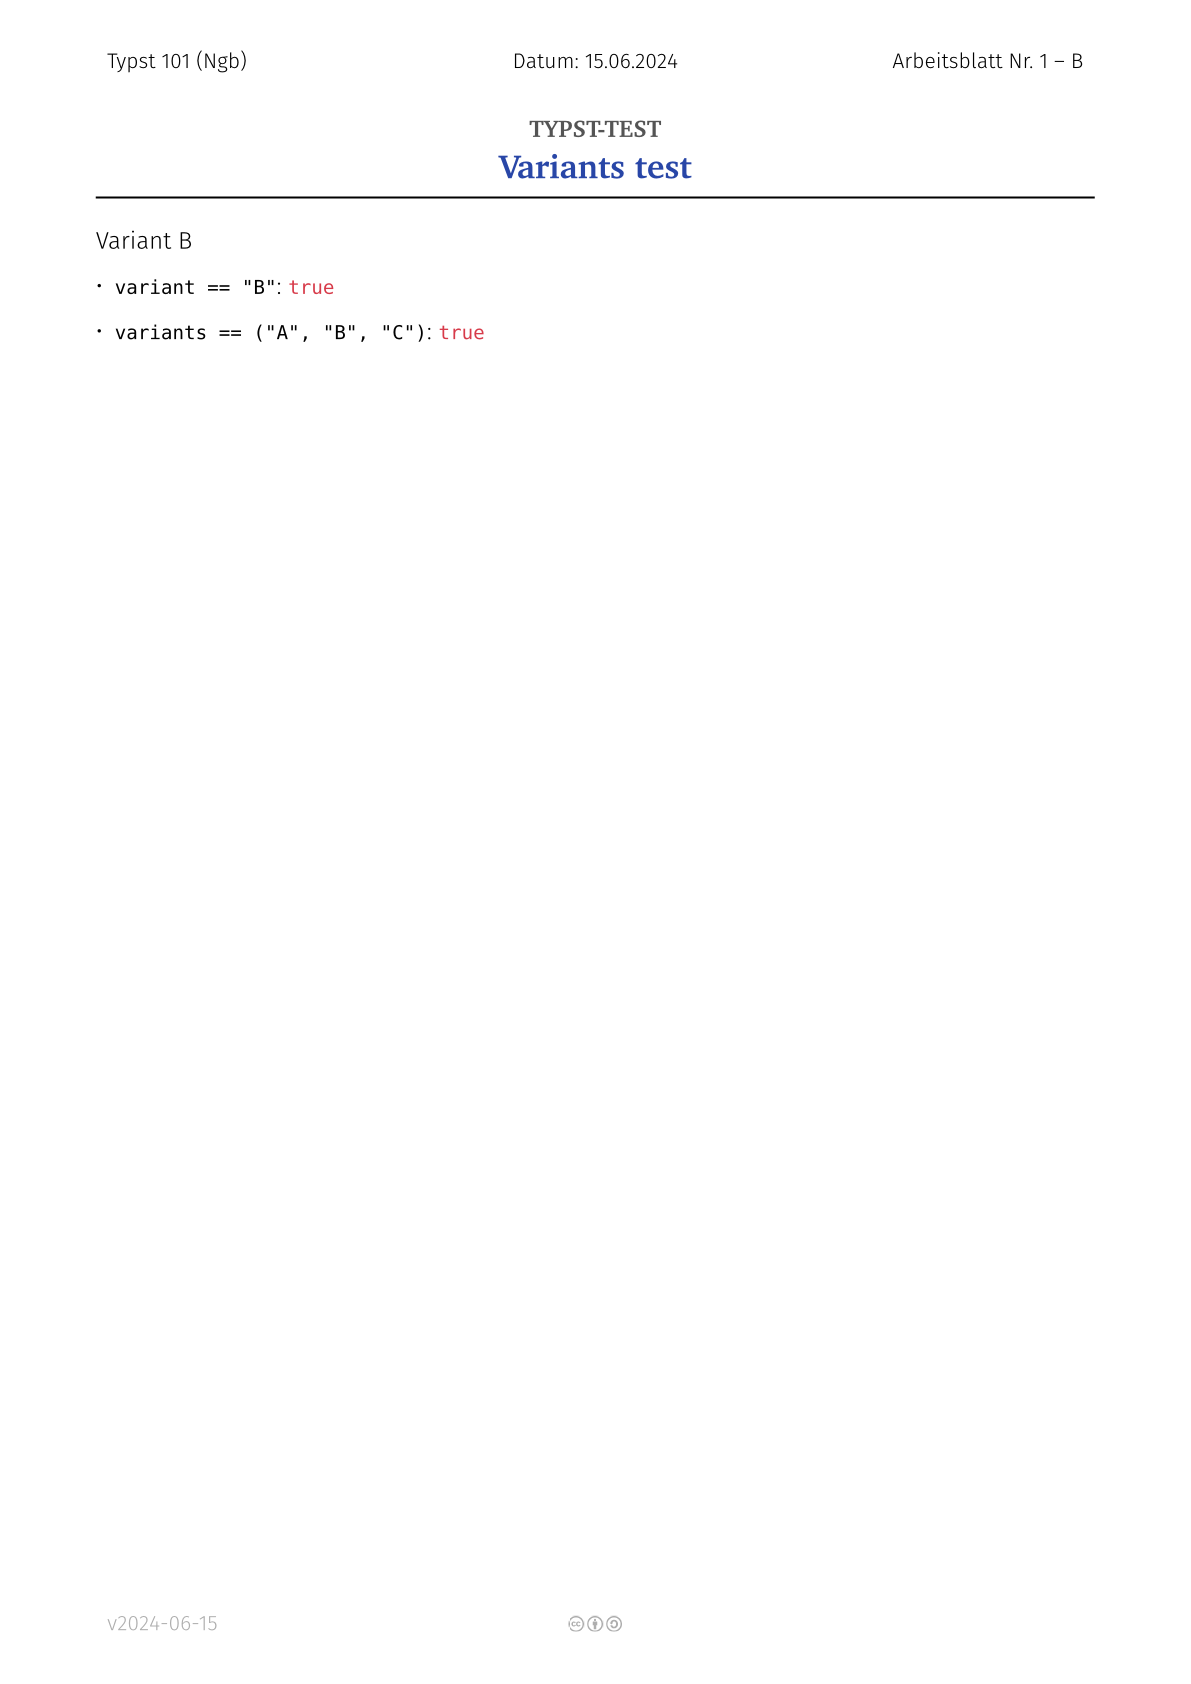 Typst 101 (Ngb) Datum: 15.06.2024 Arbeitsblatt Nr. 1 – B
TYPST-TEST
Variants test
Variant B
• variant == "B": true
• variants == ("A", "B", "C"): true
v2024-06-15